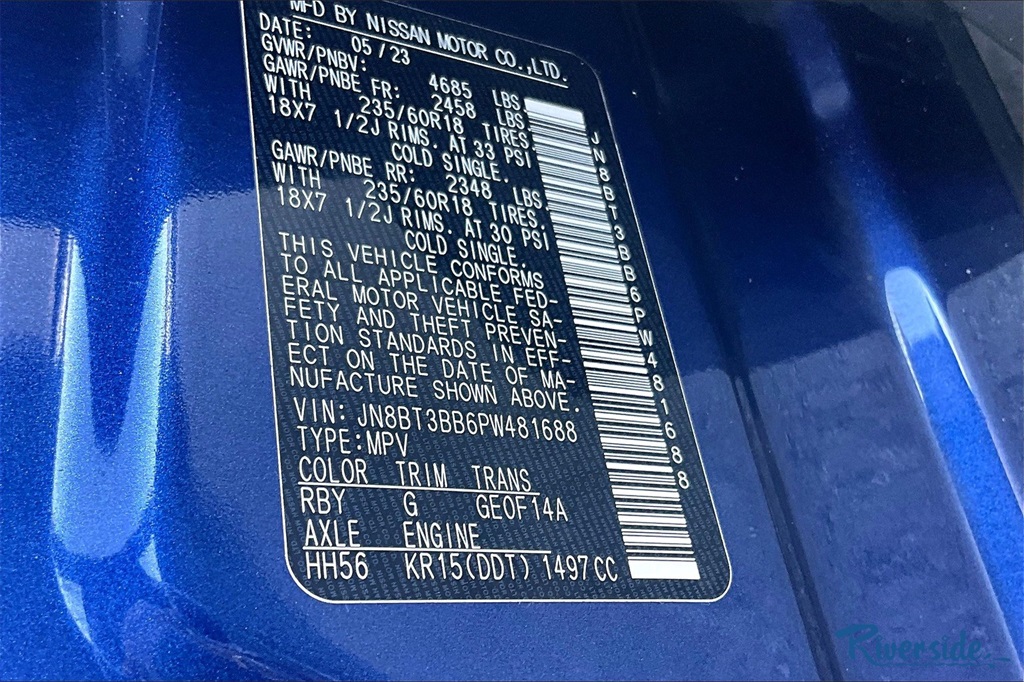 MFD BY NISSAN MOTOR CO.,LTD.
DATE: 05/23
GVWR/PNBV: 4685 LBS.
GAWR/PNBE FR: 2458 LBS.
WITH 235/60R18 TIRES.
18X7 1/2J RIMS. AT 33 PSI
COLD SINGLE.
GAWR/PNBE RR: 2348 LBS.
WITH 235/60R18 TIRES.
18X7 1/2J RIMS. AT 30 PSI
COLD SINGLE.
THIS VEHICLE CONFORMS
TO ALL APPLICABLE FED-
ERAL MOTOR VEHICLE SA-
FETY AND THEFT PREVEN-
TION STANDARDS IN EFF-
ECT ON THE DATE OF MA-
NUFACTURE SHOWN ABOVE.
VIN: JN8BT3BB6PW481688
TYPE:MPV
COLOR TRIM TRANS
RBY G GE0F14A
AXLE ENGINE
HH56 KR15(DDT) 1497CC
JN8BT3BB6PW481688
Riverside